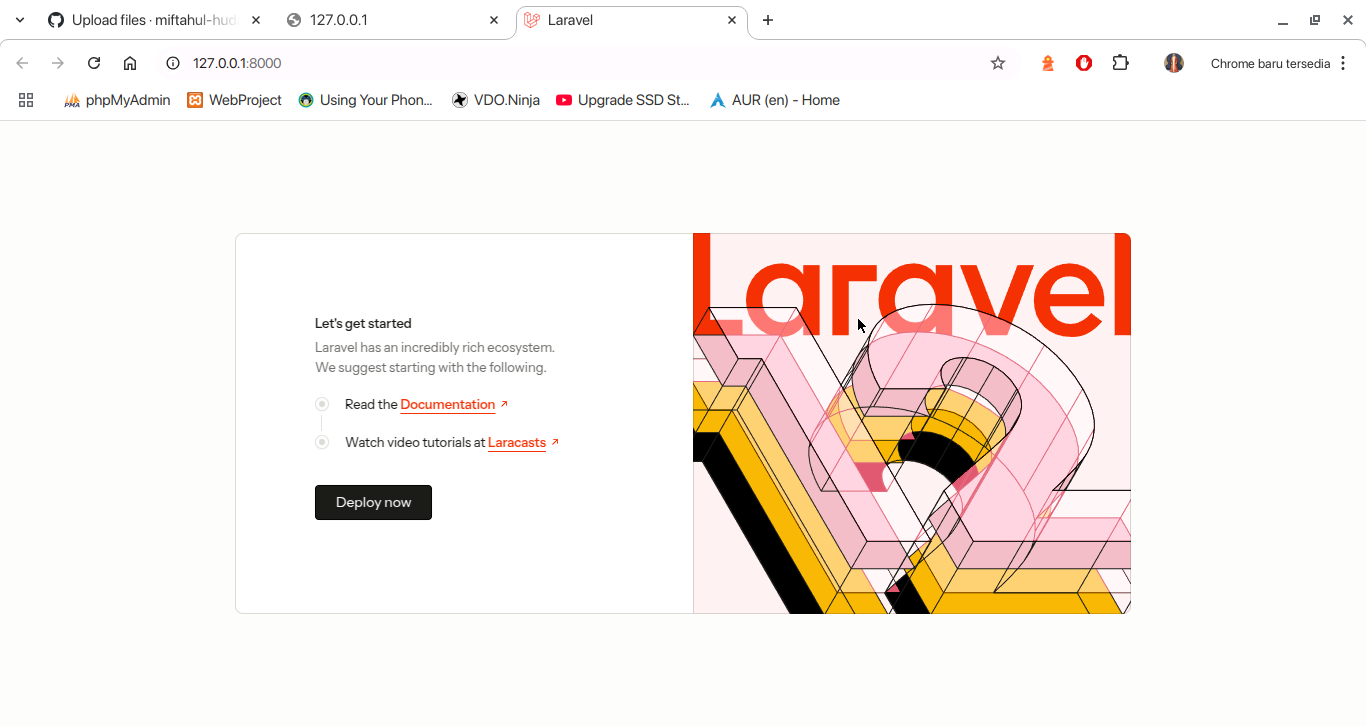 Upload files · miftahul-hud
127.0.0.1
Laravel
127.0.0.1:8000
Chrome baru tersedia
phpMyAdmin
WebProject
Using Your Phon...
VDO.Ninja
Upgrade SSD St...
AUR (en) - Home
Laravel
Let's get started
Laravel has an incredibly rich ecosystem.
We suggest starting with the following.
Read the Documentation
Watch video tutorials at Laracasts
Deploy now